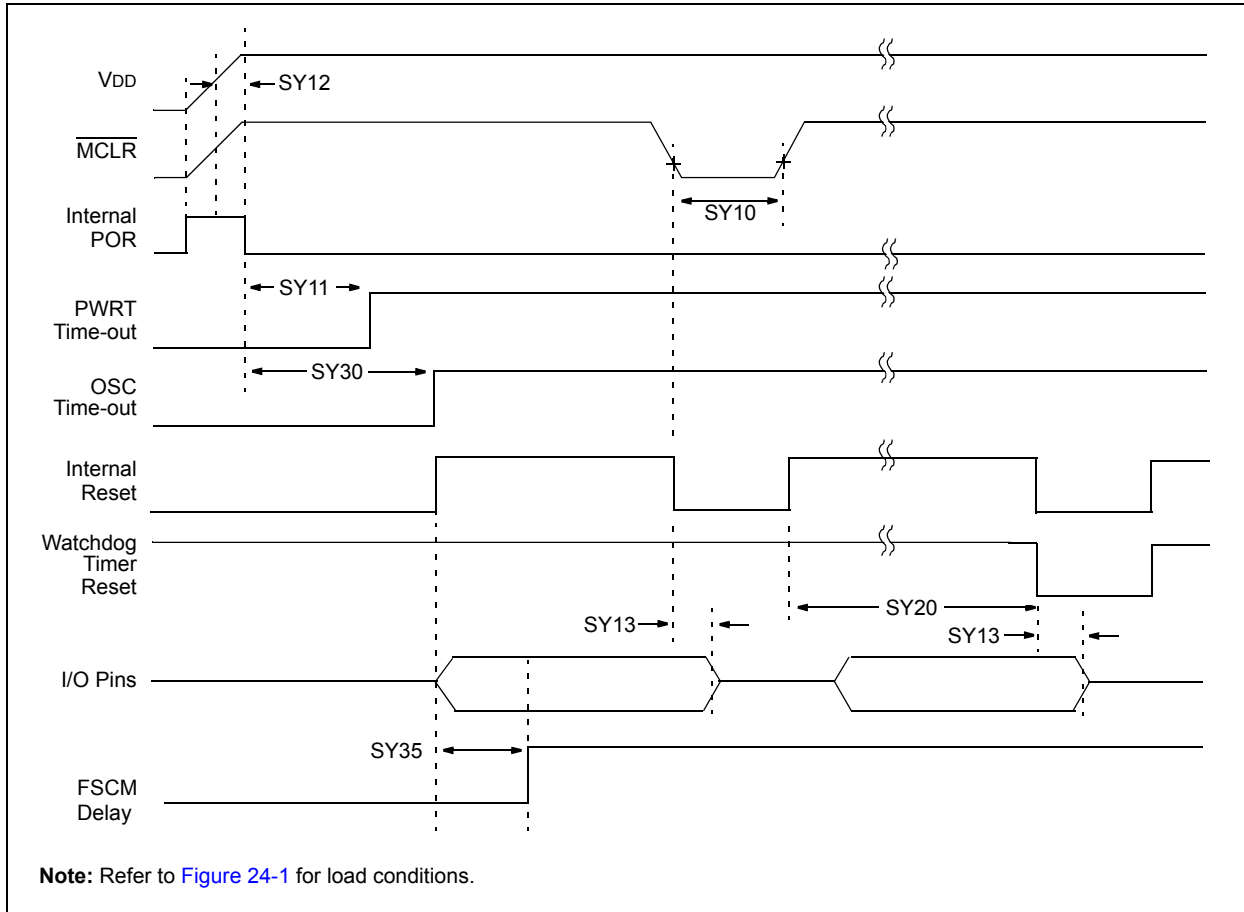 VDD
SY12
MCLR
SY10
Internal
POR
SY11
PWRT
Time-out
SY30
OSC
Time-out
Internal
Reset
Watchdog
Timer
Reset
SY20
SY13
SY13
I/O Pins
SY35
FSCM
Delay
Note: Refer to Figure 24-1 for load conditions.